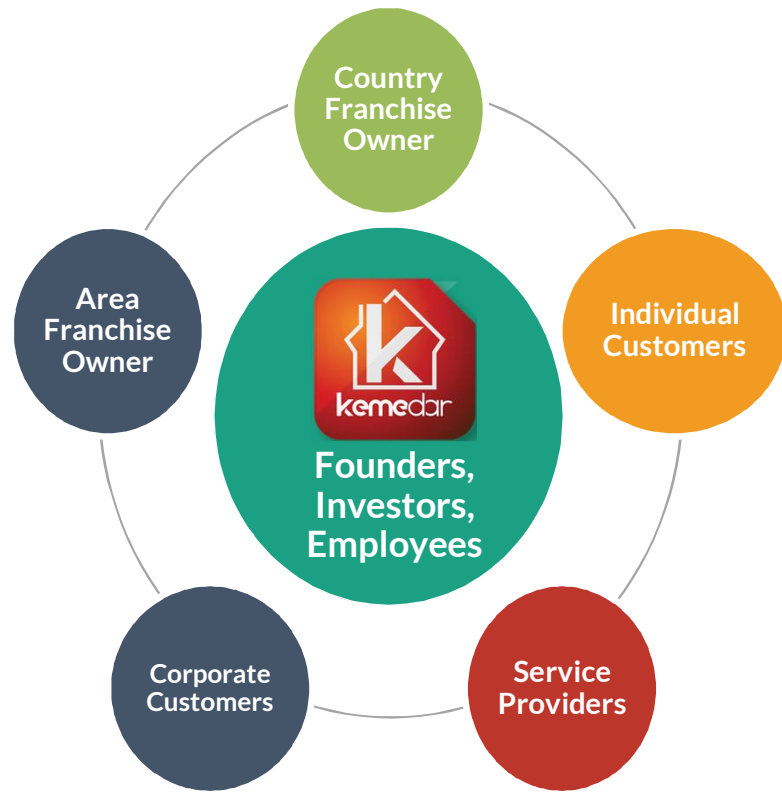 Country
Franchise
Owner
Area
Franchise
Owner
Individual
Customers
kemedar
Founders,
Investors,
Employees
Corporate
Customers
Service
Providers